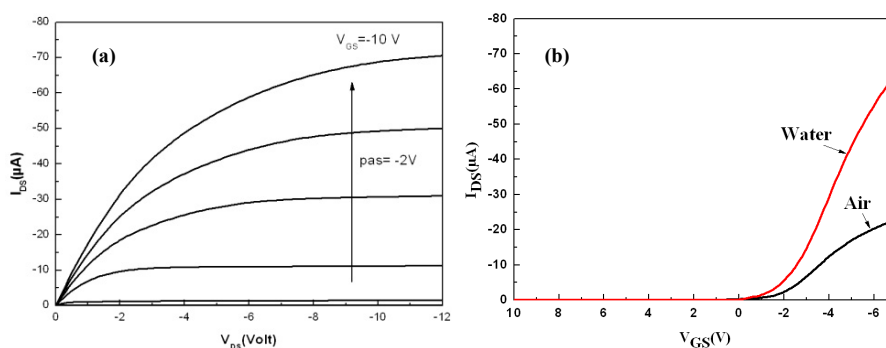 (a)
V_GS=-10 V
pas= -2V
I_DS(µA)
-80
-70
-60
-50
-40
-30
-20
-10
0
0 -2 -4 -6 -8 -10 -12
V_DS(Volt)
(b)
Water
Air
I_DS(µA)
-80
-70
-60
-50
-40
-30
-20
-10
0
10 8 6 4 2 0 -2 -4 -6
V_GS(V)